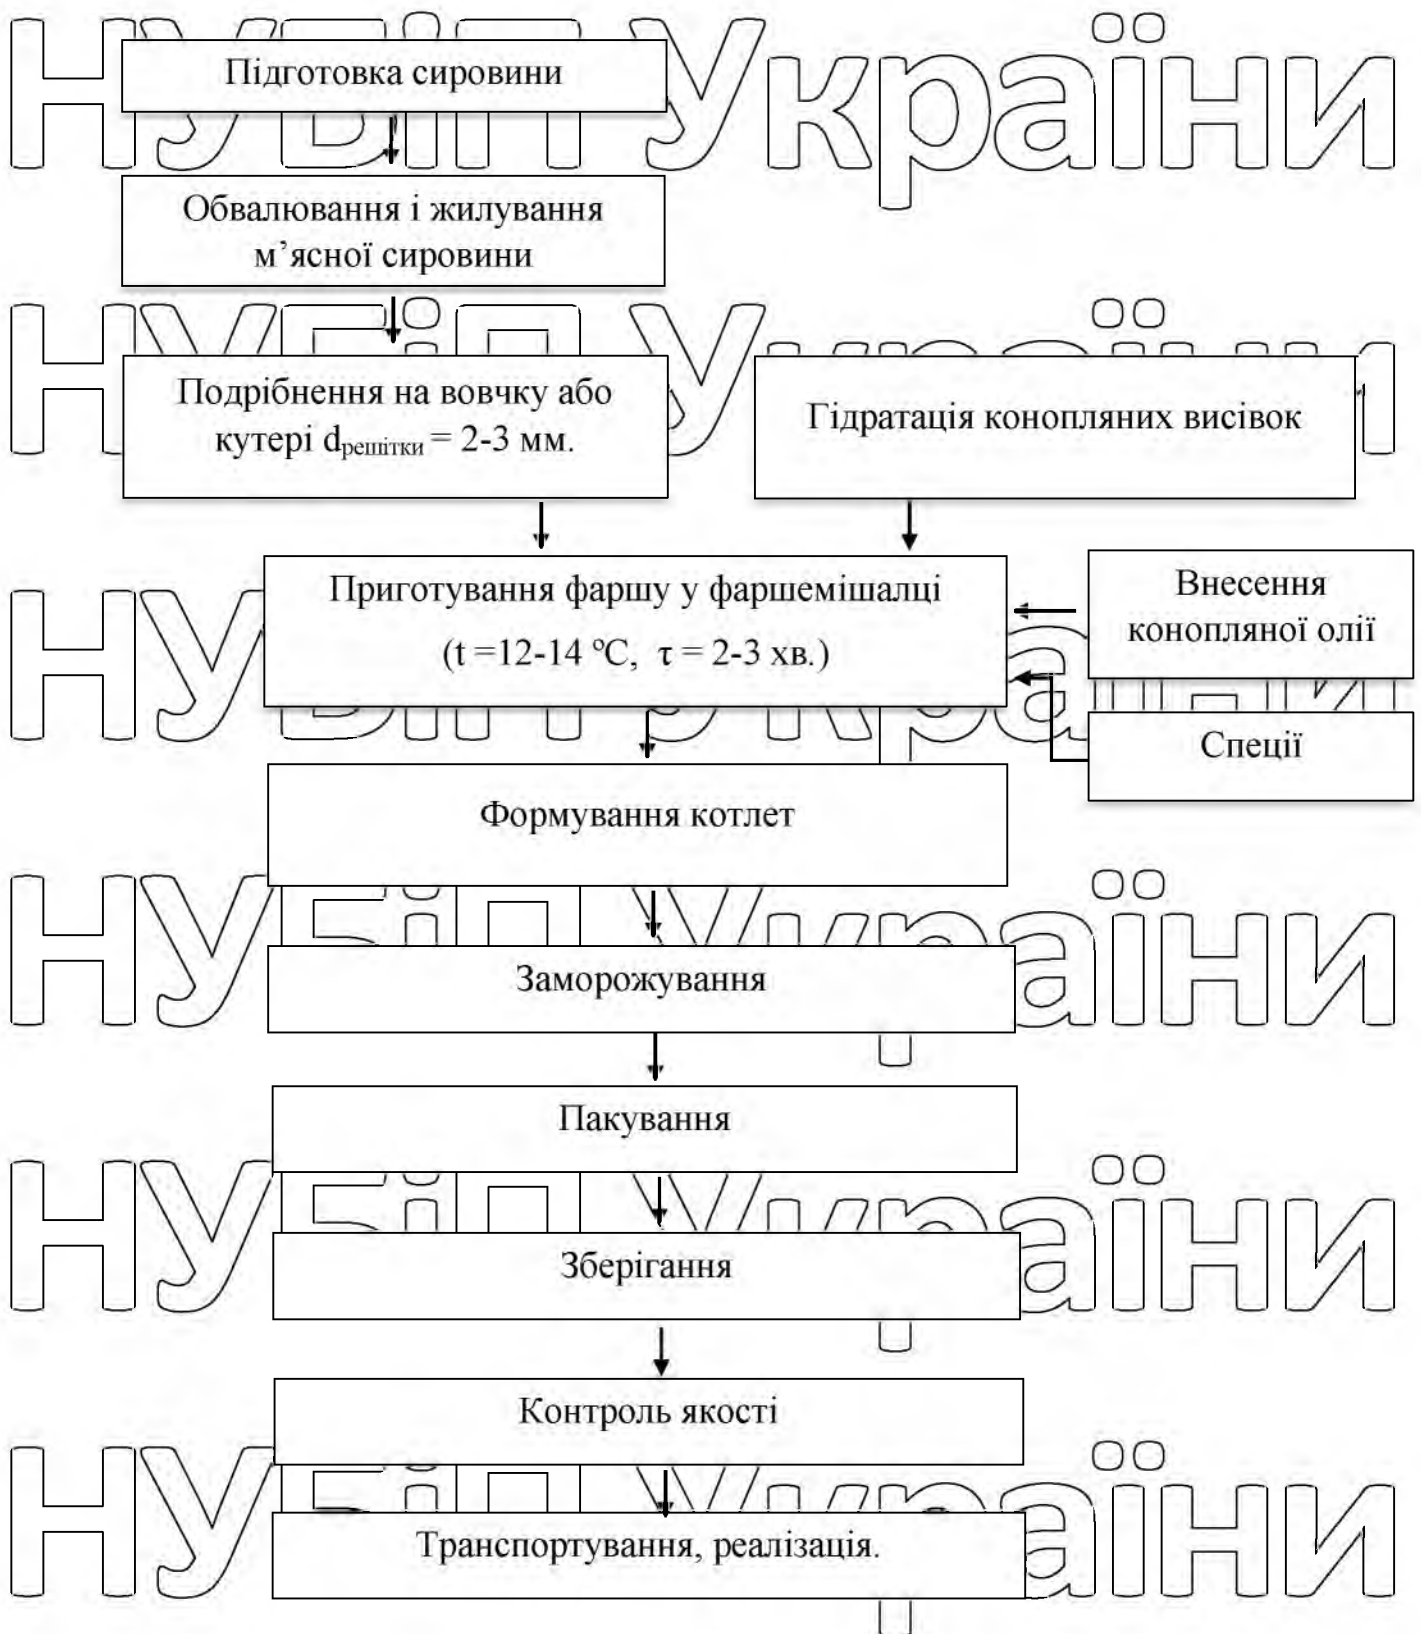 НУБіП України
Підготовка сировини
Обвалювання і жилування
м’ясної сировини
НУБіП України
Подрібнення на вовчку або
кутері dрешітки = 2-3 мм.
Гідратація конопляних висівок
Приготування фаршу у фаршемішалці
(t =12-14 ºС, τ = 2-3 хв.)
Внесення
конопляної олії
НУБіП України
Спеції
Формування котлет
НУБіП України
Заморожування
Пакування
НУБіП України
Зберігання
Контроль якості
НУБіП України
Транспортування, реалізація.